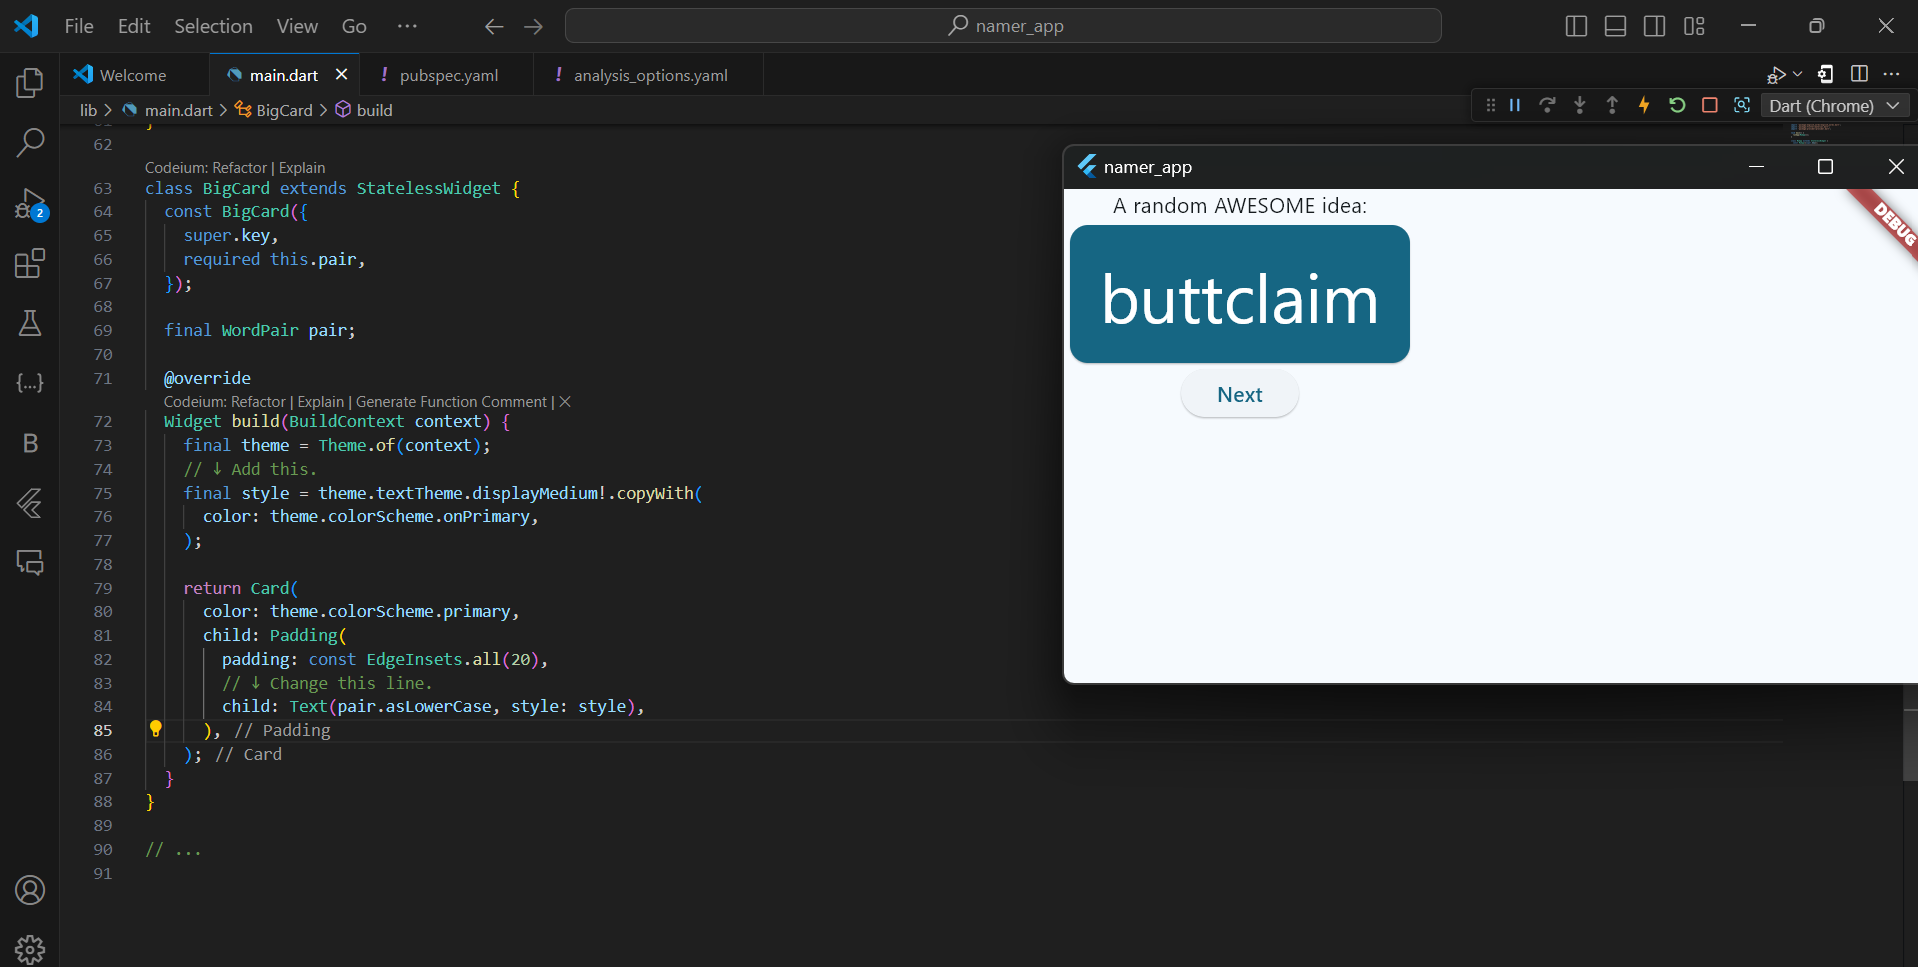 File Edit Selection View Go ...
namer_app
Welcome
main.dart
! pubspec.yaml
! analysis_options.yaml
lib > main.dart > BigCard > build
Dart (Chrome)
62
Codeium: Refactor | Explain
63 class BigCard extends StatelessWidget {
64 const BigCard({
65 super.key,
66 required this.pair,
67 });
68
69 final WordPair pair;
70
71 @override
Codeium: Refactor | Explain | Generate Function Comment | ×
72 Widget build(BuildContext context) {
73 final theme = Theme.of(context);
74 // ↓ Add this.
75 final style = theme.textTheme.displayMedium!.copyWith(
76 color: theme.colorScheme.onPrimary,
77 );
78
79 return Card(
80 color: theme.colorScheme.primary,
81 child: Padding(
82 padding: const EdgeInsets.all(20),
83 // ↓ Change this line.
84 child: Text(pair.asLowerCase, style: style),
85 ), // Padding
86 ); // Card
87 }
88 }
89
90 // ...
91
2
B
namer_app
DEBUG
A random AWESOME idea:
buttclaim
Next